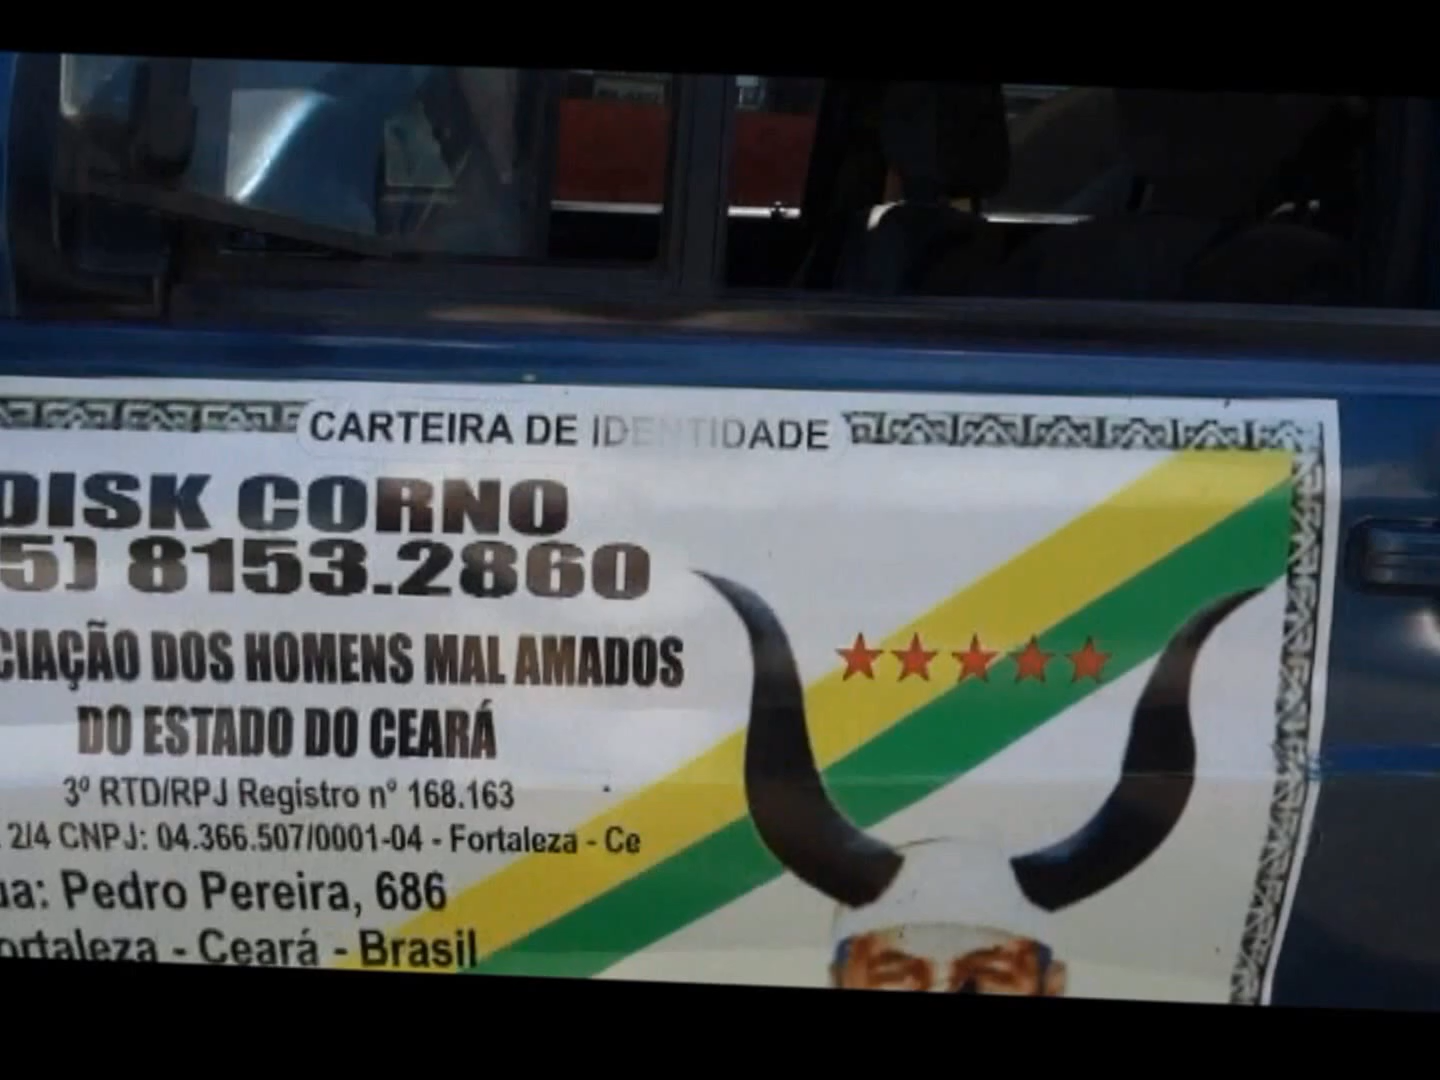 CARTEIRA DE IDENTIDADE
DISK CORNO
5) 8153.2860
CIAÇÃO DOS HOMENS MAL AMADOS
DO ESTADO DO CEARÁ
3º RTD/RPJ Registro nº 168.163
2/4 CNPJ: 04.366.507/0001-04 - Fortaleza - Ce
ua: Pedro Pereira, 686
ortaleza - Ceará - Brasil